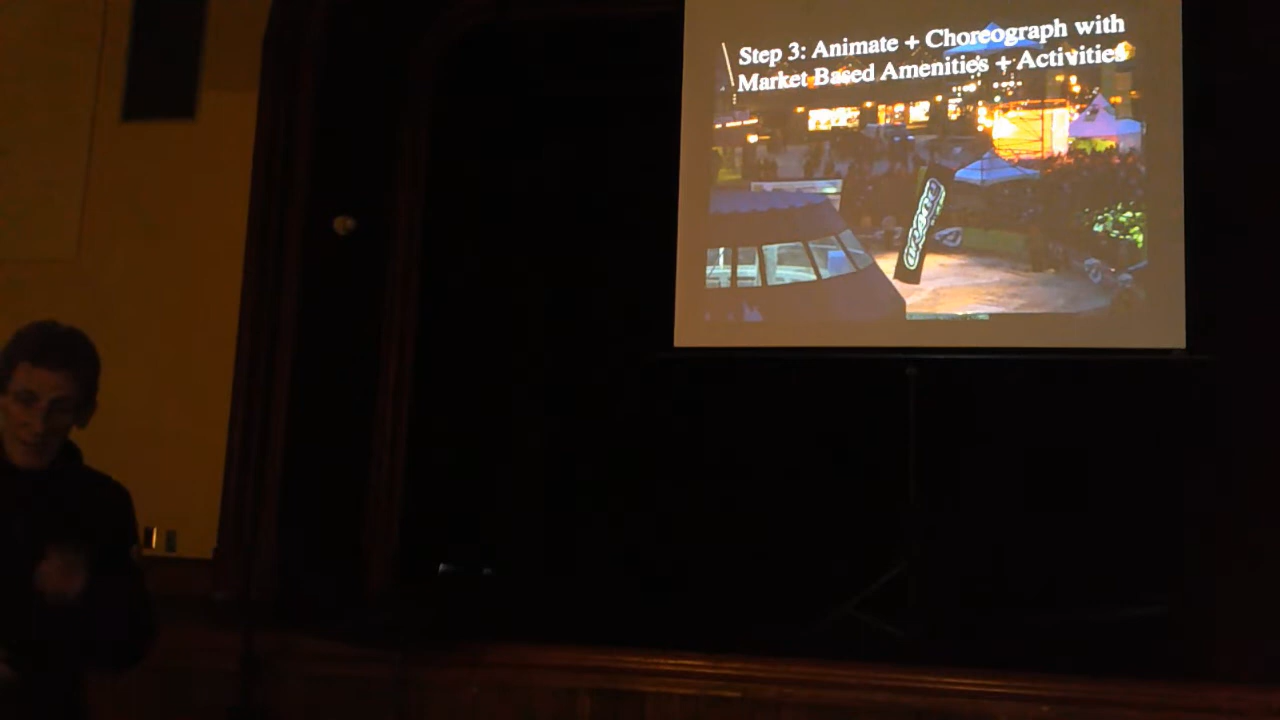 Step 3: Animate + Choreograph with
Market Based Amenities + Activities